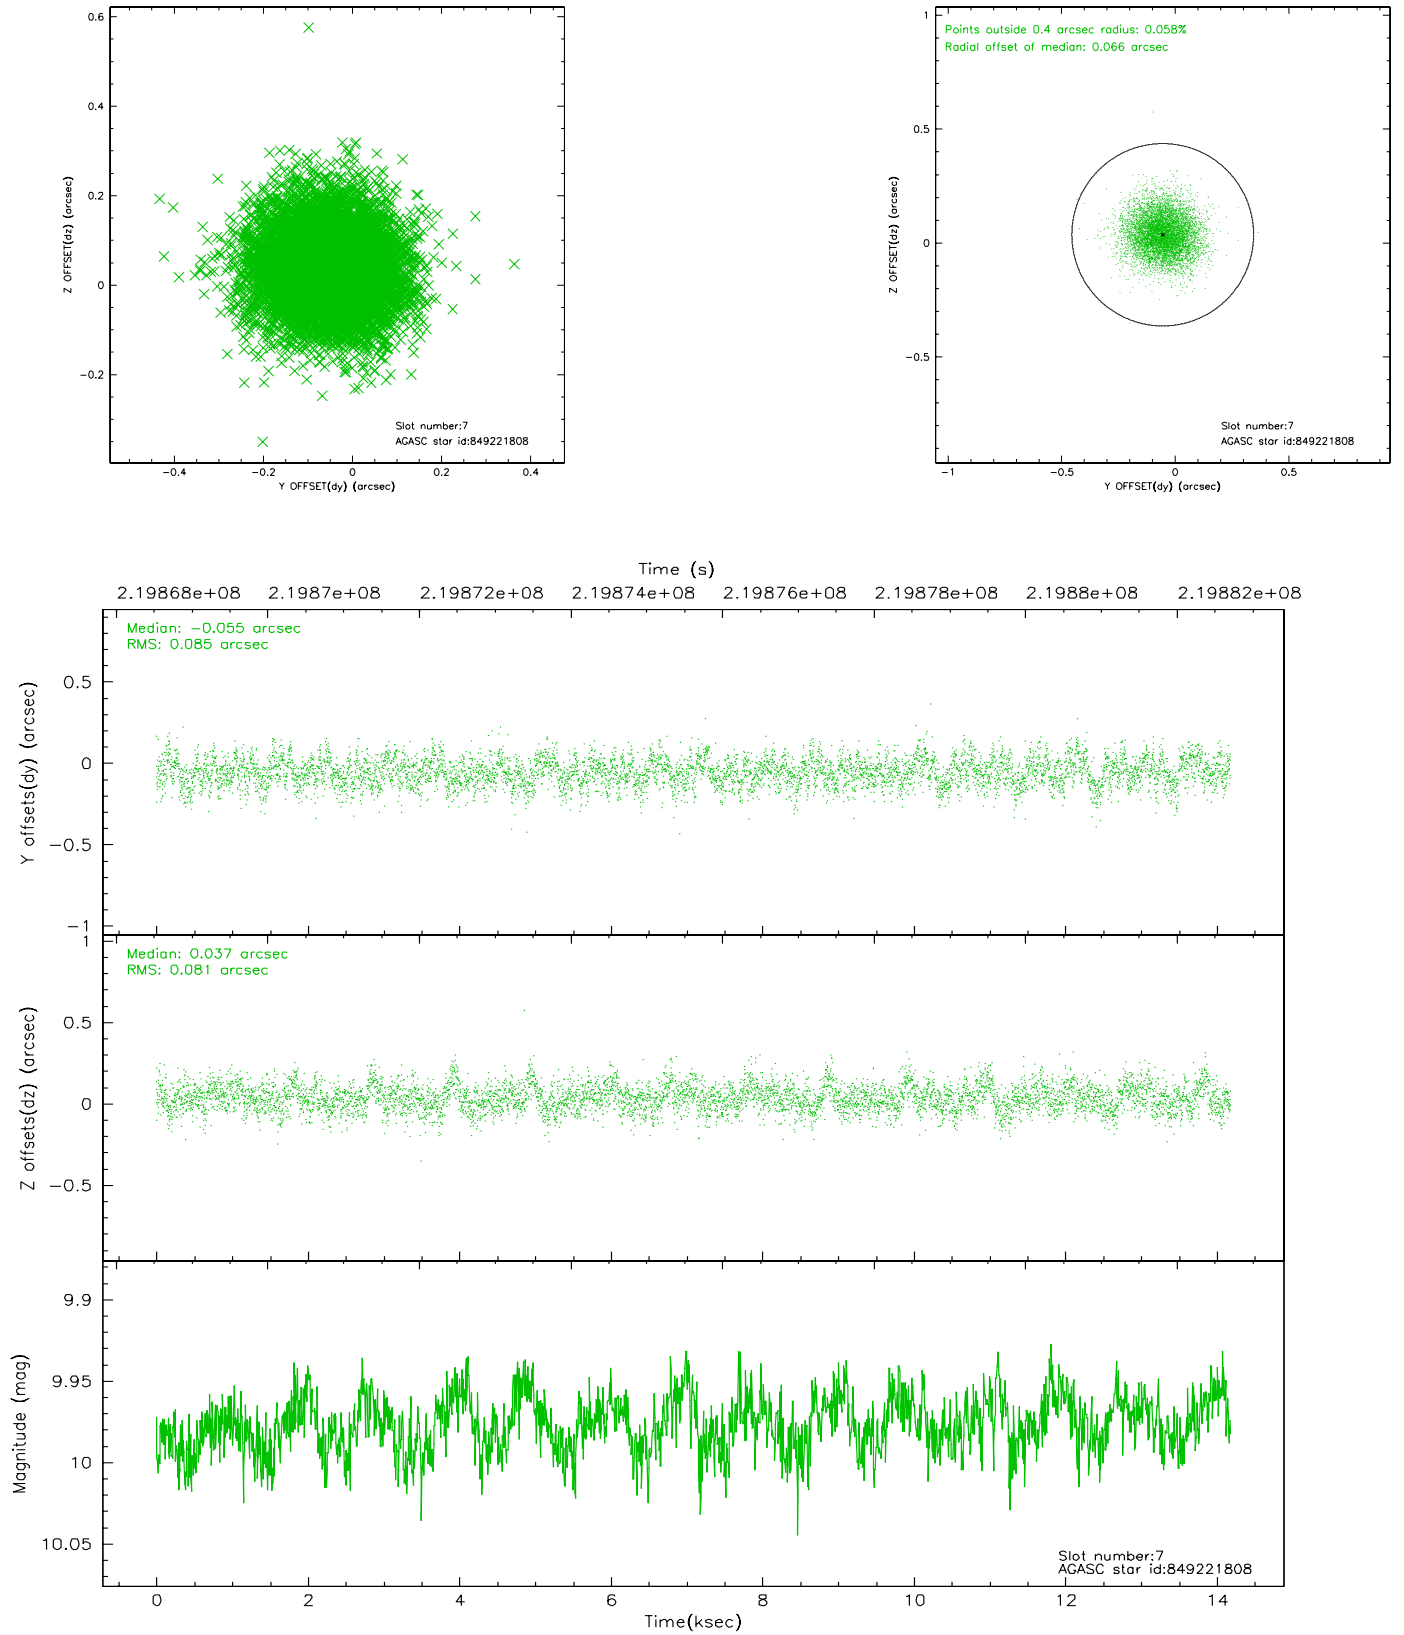 0.6
0.4
0.2
0
−0.2
Z OFFSET(dz) (arcsec)
Slot number:7
AGASC star id:849221808
−0.4 −0.2 0 0.2 0.4
Y OFFSET(dy) (arcsec)
Points outside 0.4 arcsec radius: 0.058%
Radial offset of median: 0.066 arcsec
1
0.5
0
−0.5
Z OFFSET(dz) (arcsec)
Slot number:7
AGASC star id:849221808
−1 −0.5 0 0.5
Y OFFSET(dy) (arcsec)
Time (s)
2.19868e+08 2.1987e+08 2.19872e+08 2.19874e+08 2.19876e+08 2.19878e+08 2.1988e+08 2.19882e+08
Median: −0.055 arcsec
RMS: 0.085 arcsec
0.5
0
−0.5
−1
Y offsets(dy) (arcsec)
Median: 0.037 arcsec
RMS: 0.081 arcsec
1
0.5
0
−0.5
Z offsets(dz) (arcsec)
9.9
9.95
10
10.05
Magnitude (mag)
Slot number:7
AGASC star id:849221808
0 2 4 6 8 10 12 14
Time(ksec)